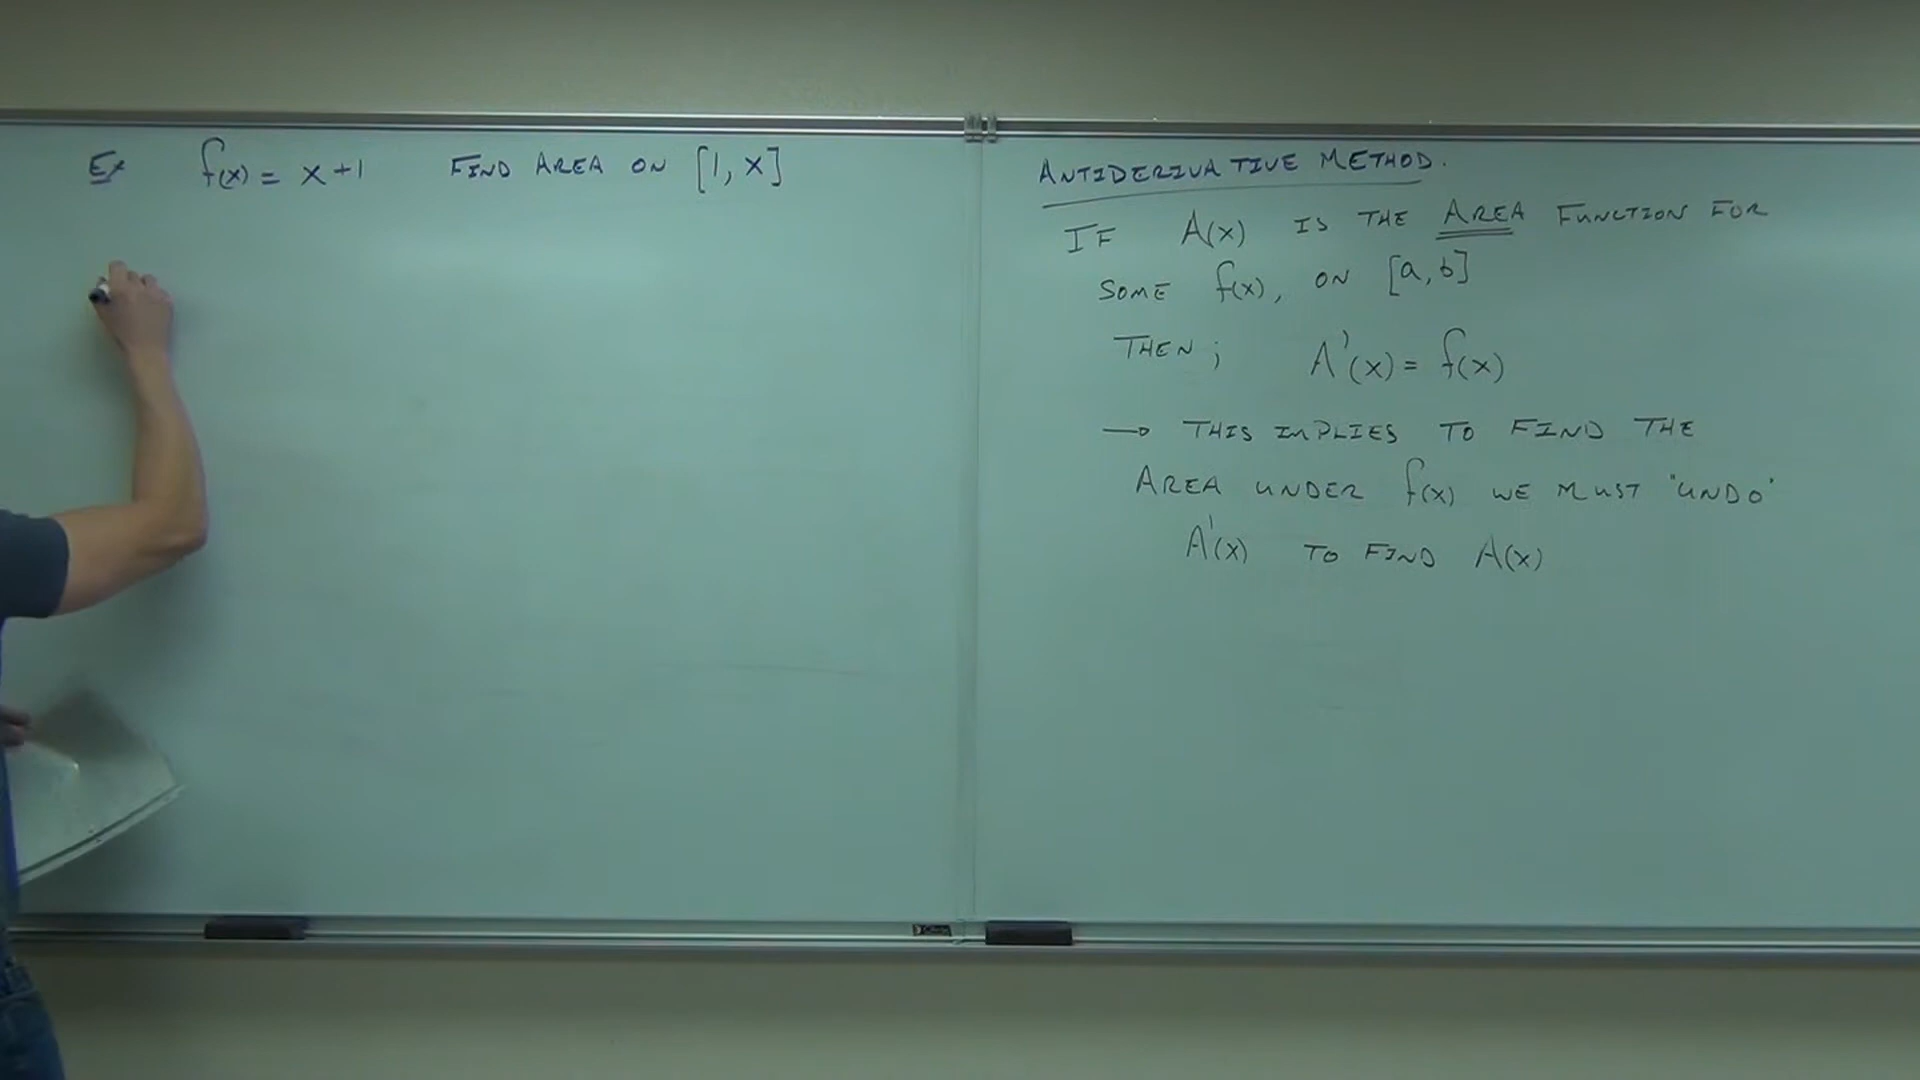 Ex f(x) = x+1 FIND AREA ON [1, x]
ANTIDERIVATIVE METHOD.
IF A(x) IS THE AREA FUNCTION FOR
SOME f(x), ON [a, b]
THEN; A'(x) = f(x)
→ THIS IMPLIES TO FIND THE
AREA UNDER f(x) WE MUST "UNDO"
A'(x) TO FIND A(x)